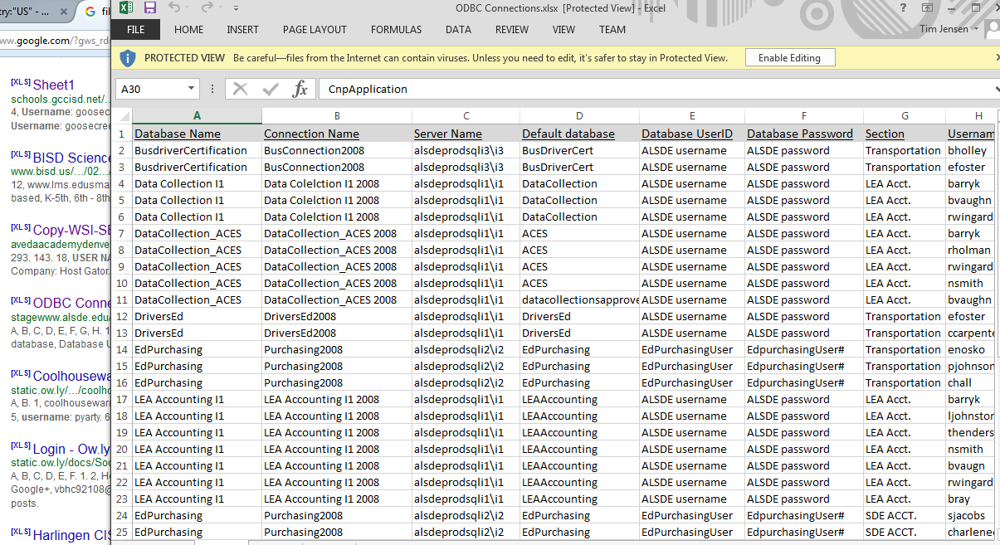 try:"US" - ... × G fil
ODBC Connections.xlsx [Protected View] - Excel
FILE HOME INSERT PAGE LAYOUT FORMULAS DATA REVIEW VIEW TEAM Tim Jensen
ww.google.com/?gws_rd=
PROTECTED VIEW Be careful—files from the Internet can contain viruses. Unless you need to edit, it's safer to stay in Protected View. Enable Editing
A30 fx CnpApplication
[XLS] Sheet1
schools.gccisd.net/...
4, Username: goosec
Username: goosecree
[XLS] BISD Science
www.bisd.us/.../02.../
12, www.lms.edusma
based, K-5th, 6th - 8th
[XLS] Copy-WSI-SE
avedaacademydenve
293. 143. 18, USER NA
Company: Host Gator.
[XLS] ODBC Conne
stagewww.alsde.edu/
A, B, C, D, E, F, G, H. 1
database, Database U
[XLS] Coolhousewa
static.ow.ly/.../coolho
A, B. 1, coolhousewar
5, username: pyarty. 6
[XLS] Login - Ow.ly
static.ow.ly/docs/Soc
A, B, C, D, E, F. 1. 2, Ho
Google+, vbhc92108@
posts.
[XLS] Harlingen CIS
A B C D E F G H
1 Database Name Connection Name Server Name Default database Database UserID Database Password Section Usernam
2 BusdriverCertification BusConnection2008 alsdeprodsqli3\i3 BusDriverCert ALSDE username ALSDE password Transportation bholley
3 BusdriverCertification BusConnection2008 alsdeprodsqli3\i3 BusDriverCert ALSDE username ALSDE password Transportation efoster
4 Data Collection I1 Data Colelction I1 2008 alsdeprodsqli1\i1 DataCollection ALSDE username ALSDE password LEA Acct. barryk
5 Data Collection I1 Data Colelction I1 2008 alsdeprodsqli1\i1 DataCollection ALSDE username ALSDE password LEA Acct. bvaughn
6 Data Collection I1 Data Colelction I1 2008 alsdeprodsqli1\i1 DataCollection ALSDE username ALSDE password LEA Acct. rwingard
7 DataCollection_ACES DataCollection_ACES 2008 alsdeprodsqli1\i1 ACES ALSDE username ALSDE password LEA Acct. barryk
8 DataCollection_ACES DataCollection_ACES 2008 alsdeprodsqli1\i1 ACES ALSDE username ALSDE password LEA Acct. rholman
9 DataCollection_ACES DataCollection_ACES 2008 alsdeprodsqli1\i1 ACES ALSDE username ALSDE password LEA Acct. rwingard
10 DataCollection_ACES DataCollection_ACES 2008 alsdeprodsqli1\i1 ACES ALSDE username ALSDE password LEA Acct. nsmith
11 DataCollection_ACES DataCollection_ACES 2008 alsdeprodsqli1\i1 datacollectionsapprove ALSDE username ALSDE password LEA Acct. bvaughn
12 DriversEd DriversEd2008 alsdeprodsqli1\i1 DriversEd ALSDE username ALSDE password Transportation efoster
13 DriversEd DriversEd2008 alsdeprodsqli1\i1 DriversEd ALSDE username ALSDE password Transportation ccarpente
14 EdPurchasing Purchasing2008 alsdeprodsqli2\i2 EdPurchasing EdPurchasingUser EdpurchasingUser# Transportation enosko
15 EdPurchasing Purchasing2008 alsdeprodsqli2\i2 EdPurchasing EdPurchasingUser EdpurchasingUser# Transportation pjohnson
16 EdPurchasing Purchasing2008 alsdeprodsqli2\i2 EdPurchasing EdPurchasingUser EdpurchasingUser# Transportation chall
17 LEA Accounting I1 LEA Accounting I1 2008 alsdeprodsqli1\i1 LEAAccounting ALSDE username ALSDE password LEA Acct. barryk
18 LEA Accounting I1 LEA Accounting I1 2008 alsdeprodsqli1\i1 LEAAccounting ALSDE username ALSDE password LEA Acct. ljohnston
19 LEA Accounting I1 LEA Accounting I1 2008 alsdeprodsqli1\i1 LEAAccounting ALSDE username ALSDE password LEA Acct. thenders
20 LEA Accounting I1 LEA Accounting I1 2008 alsdeprodsqli1\i1 LEAAccounting ALSDE username ALSDE password LEA Acct. nsmith
21 LEA Accounting I1 LEA Accounting I1 2008 alsdeprodsqli1\i1 LEAAccounting ALSDE username ALSDE password LEA Acct. bvaugn
22 LEA Accounting I1 LEA Accounting I1 2008 alsdeprodsqli1\i1 LEAAccounting ALSDE username ALSDE password LEA Acct. rwingard
23 LEA Accounting I1 LEA Accounting I1 2008 alsdeprodsqli1\i1 LEAAccounting ALSDE username ALSDE password LEA Acct. bray
24 EdPurchasing Purchasing2008 alsdeprodsqli2\i2 EdPurchasing EdPurchasingUser EdpurchasingUser# SDE ACCT. sjacobs
25 EdPurchasing Purchasing2008 alsdeprodsqli2\i2 EdPurchasing EdPurchasingUser EdpurchasingUser# SDE ACCT. charlene